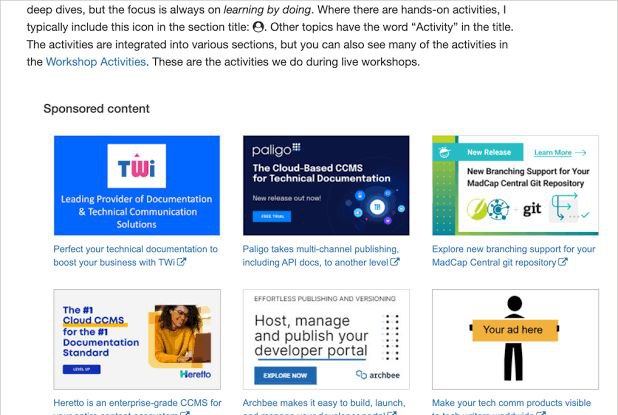 deep dives, but the focus is always on learning by doing. Where there are hands-on activities, I
typically include this icon in the section title: . Other topics have the word “Activity” in the title.
The activities are integrated into various sections, but you can also see many of the activities in
the Workshop Activities. These are the activities we do during live workshops.
Sponsored content
TWi
Leading Provider of Documentation
& Technical Communication
Solutions
Perfect your technical documentation to
boost your business with TWi
paligo
The Cloud-Based CCMS
for Technical Documentation
New release out now!
FREE TRIAL
Paligo takes multi-channel publishing,
including API docs, to another level
New Release
Learn More
New Branching Support for Your
MadCap Central Git Repository
git
Explore new branching support for your
MadCap Central git repository
The #1
Cloud CCMS
for the #1
Documentation
Standard
LEVEL UP
Heretto
Heretto is an enterprise-grade CCMS for
EFFORTLESS PUBLISHING AND VERSIONING
Host, manage
and publish your
developer portal
EXPLORE NOW
archbee
Archbee makes it easy to build, launch,
Your ad here
Make your tech comm products visible